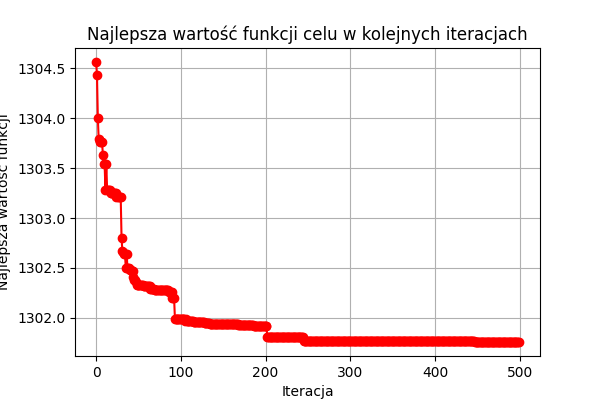 Najlepsza wartość funkcji celu w kolejnych iteracjach
1304.5
1304.0
1303.5
1303.0
1302.5
1302.0
Najlepsza wartość funkcji
0 100 200 300 400 500
Iteracja